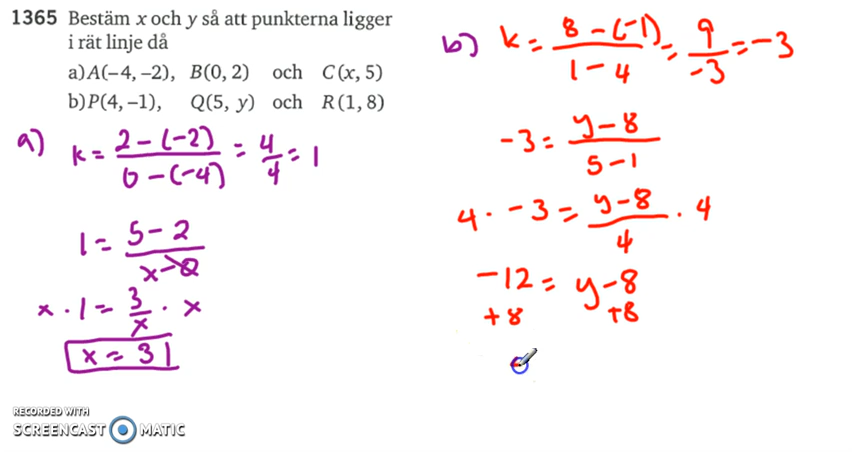 1365 Bestäm x och y så att punkterna ligger
i rät linje då
a) A(−4, −2), B(0, 2) och C(x, 5)
b) P(4, −1), Q(5, y) och R(1, 8)
a) k = 2 - (-2) / 0 - (-4) = 4/4 = 1
1 = 5 - 2 / x - 0
x · 1 = 3/x · x
x = 3
b) k = 8 - (-1) / 1 - 4 = 9 / -3 = -3
-3 = y - 8 / 5 - 1
4 · -3 = y - 8 / 4 · 4
-12 = y - 8
+8 +8
RECORDED WITH
SCREENCAST MATIC